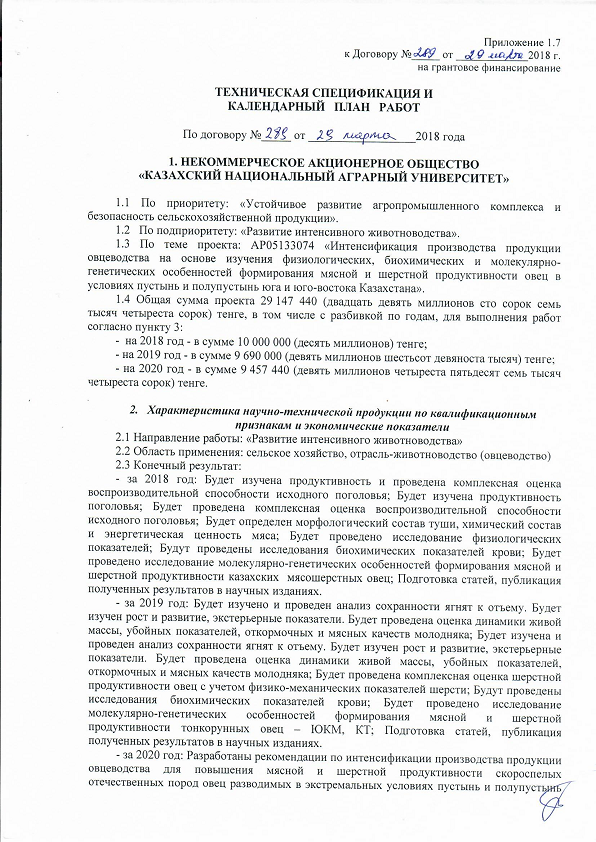 Приложение 1.7
к Договору № 289 от 29 марта 2018 г.
на грантовое финансирование
ТЕХНИЧЕСКАЯ СПЕЦИФИКАЦИЯ И
КАЛЕНДАРНЫЙ ПЛАН РАБОТ
По договору № 289 от 29 марта 2018 года
1. НЕКОММЕРЧЕСКОЕ АКЦИОНЕРНОЕ ОБЩЕСТВО
«КАЗАХСКИЙ НАЦИОНАЛЬНЫЙ АГРАРНЫЙ УНИВЕРСИТЕТ»
1.1 По приоритету: «Устойчивое развитие агропромышленного комплекса и
безопасность сельскохозяйственной продукции».
1.2 По подприоритету: «Развитие интенсивного животноводства».
1.3 По теме проекта: АР05133074 «Интенсификация производства продукции
овцеводства на основе изучения физиологических, биохимических и молекулярно-
генетических особенностей формирования мясной и шерстной продуктивности овец в
условиях пустынь и полупустынь юга и юго-востока Казахстана».
1.4 Общая сумма проекта 29 147 440 (двадцать девять миллионов сто сорок семь
тысяч четыреста сорок) тенге, в том числе с разбивкой по годам, для выполнения работ
согласно пункту 3:
- на 2018 год - в сумме 10 000 000 (десять миллионов) тенге;
- на 2019 год - в сумме 9 690 000 (девять миллионов шестьсот девяноста тысяч) тенге;
- на 2020 год - в сумме 9 457 440 (девять миллионов четыреста пятьдесят семь тысяч
четыреста сорок) тенге.
2. Характеристика научно-технической продукции по квалификационным
признакам и экономические показатели
2.1 Направление работы: «Развитие интенсивного животноводства»
2.2 Область применения: сельское хозяйство, отрасль-животноводство (овцеводство)
2.3 Конечный результат:
- за 2018 год: Будет изучена продуктивность и проведена комплексная оценка
воспроизводительной способности исходного поголовья; Будет изучена продуктивность
поголовья; Будет проведена комплексная оценка воспроизводительной способности
исходного поголовья; Будет определен морфологический состав туши, химический состав
и энергетическая ценность мяса; Будет проведено исследование физиологических
показателей; Будут проведены исследования биохимических показателей крови; Будет
проведено исследование молекулярно-генетических особенностей формирования мясной и
шерстной продуктивности казахских мясошерстных овец; Подготовка статей, публикация
полученных результатов в научных изданиях.
- за 2019 год: Будет изучено и проведен анализ сохранности ягнят к отъему. Будет
изучен рост и развитие, экстерьерные показатели. Будет проведена оценка динамики живой
массы, убойных показателей, откормочных и мясных качеств молодняка; Будет изучена и
проведен анализ сохранности ягнят к отъему. Будет изучен рост и развитие, экстерьерные
показатели. Будет проведена оценка динамики живой массы, убойных показателей,
откормочных и мясных качеств молодняка; Будет проведена комплексная оценка шерстной
продуктивности овец с учетом физико-механических показателей шерсти; Будут проведены
исследования биохимических показателей крови; Будет проведено исследование
молекулярно-генетических особенностей формирования мясной и шерстной
продуктивности тонкорунных овец – ЮКМ, КТ; Подготовка статей, публикация
полученных результатов в научных изданиях.
- за 2020 год: Разработаны рекомендации по интенсификации производства продукции
овцеводства для повышения мясной и шерстной продуктивности скороспелых
отечественных пород овец разводимых в экстремальных условиях пустынь и полупустынь